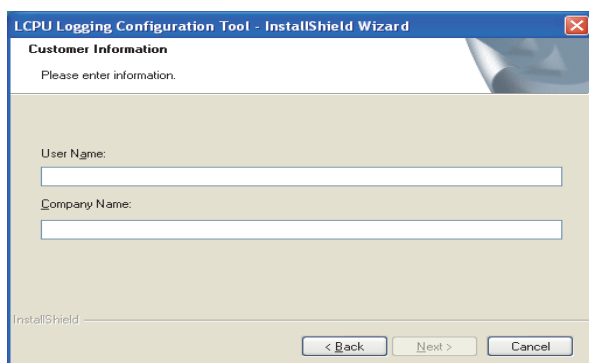 LCPU Logging Configuration Tool - InstallShield Wizard
Customer Information
Please enter information.
User Name:
Company Name:
InstallShield
< Back Next > Cancel